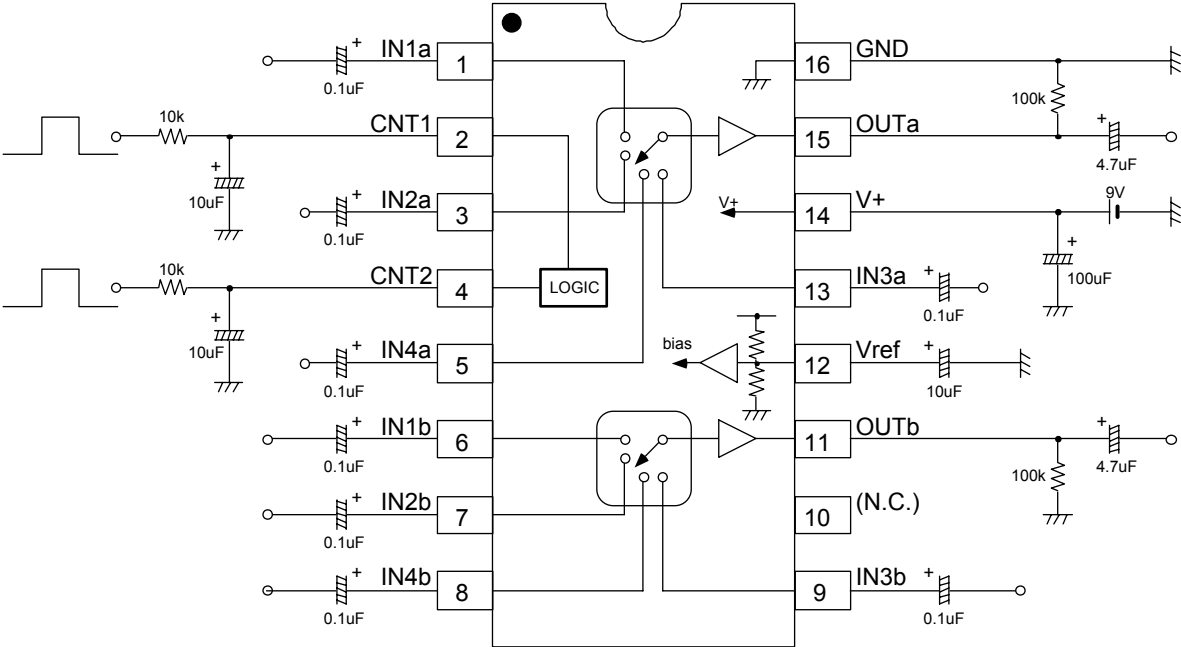 IN1a
+
0.1uF
1
16
GND
10k
CNT1
2
+
10uF
100k
15
OUTa
+
4.7uF
IN2a
+
0.1uF
3
V+
14
V+
9V
+
100uF
10k
CNT2
4
LOGIC
+
10uF
13
IN3a
+
0.1uF
IN4a
+
0.1uF
5
bias
12
Vref
+
10uF
IN1b
+
0.1uF
6
11
OUTb
+
4.7uF
100k
IN2b
+
0.1uF
7
10
(N.C.)
IN4b
+
0.1uF
8
9
IN3b
+
0.1uF